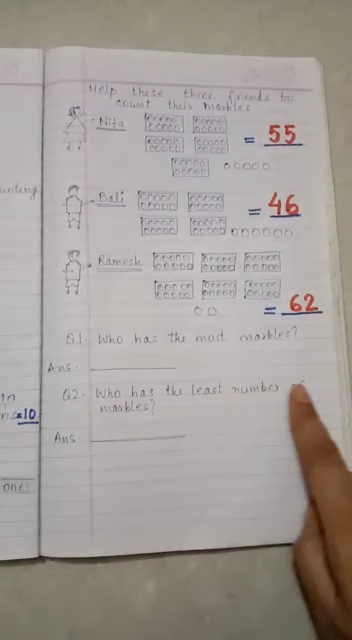 Help these three friends to
count their marbles
Nita
= 55
Bali
= 46
Ramesh
= 62
Q1. Who has the most marbles?
Ans.
Q2. Who has the least number of
marbles?
Ans.
unting
=10
ones